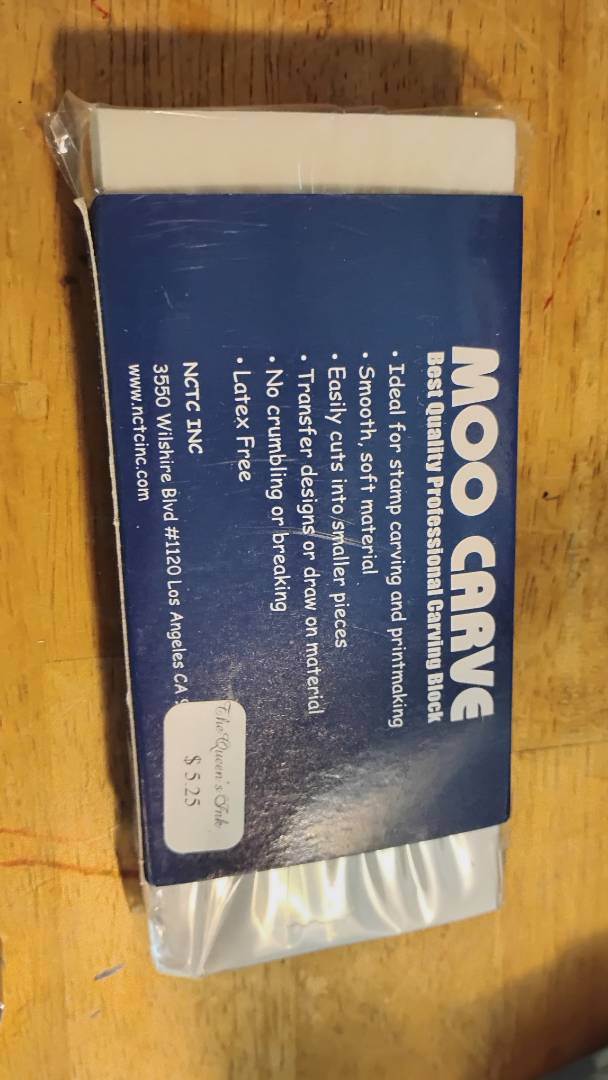 MOO CARVE
Best Quality Professional Carving Block
• Ideal for stamp carving and printmaking
• Smooth, soft material
• Easily cuts into smaller pieces
• Transfer designs or draw on material
• No crumbling or breaking
• Latex Free
NCTC INC
3550 Wilshire Blvd #1120 Los Angeles CA
www.nctcinc.com
The Queen's Ink
$ 5.25